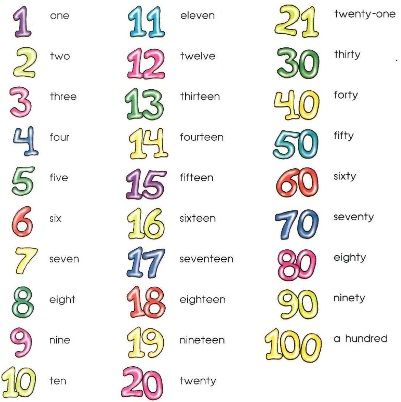 1 one
2 two
3 three
4 four
5 five
6 six
7 seven
8 eight
9 nine
10 ten
11 eleven
12 twelve
13 thirteen
14 fourteen
15 fifteen
16 sixteen
17 seventeen
18 eighteen
19 nineteen
20 twenty
21 twenty-one
30 thirty
40 forty
50 fifty
60 sixty
70 seventy
80 eighty
90 ninety
100 a hundred